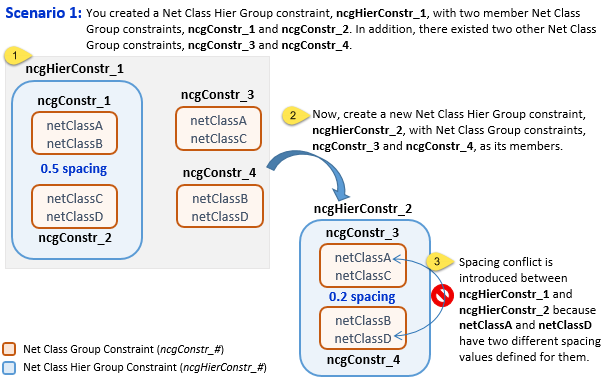 Scenario 1: You created a Net Class Hier Group constraint, ncgHierConstr_1, with two member Net Class
Group constraints, ncgConstr_1 and ncgConstr_2. In addition, there existed two other Net Class
Group constraints, ncgConstr_3 and ncgConstr_4.
1
ncgHierConstr_1
ncgConstr_1
netClassA
netClassB
0.5 spacing
netClassC
netClassD
ncgConstr_2
ncgConstr_3
netClassA
netClassC
ncgConstr_4
netClassB
netClassD
2
Now, create a new Net Class Hier Group constraint,
ncgHierConstr_2, with Net Class Group constraints,
ncgConstr_3 and ncgConstr_4, as its members.
ncgHierConstr_2
ncgConstr_3
netClassA
netClassC
0.2 spacing
netClassB
netClassD
ncgConstr_4
3
Spacing conflict is
introduced between
ncgHierConstr_1 and
ncgHierConstr_2 because
netClassA and netClassD
have two different spacing
values defined for them.
Net Class Group Constraint (ncgConstr_#)
Net Class Hier Group Constraint (ncgHierConstr_#)